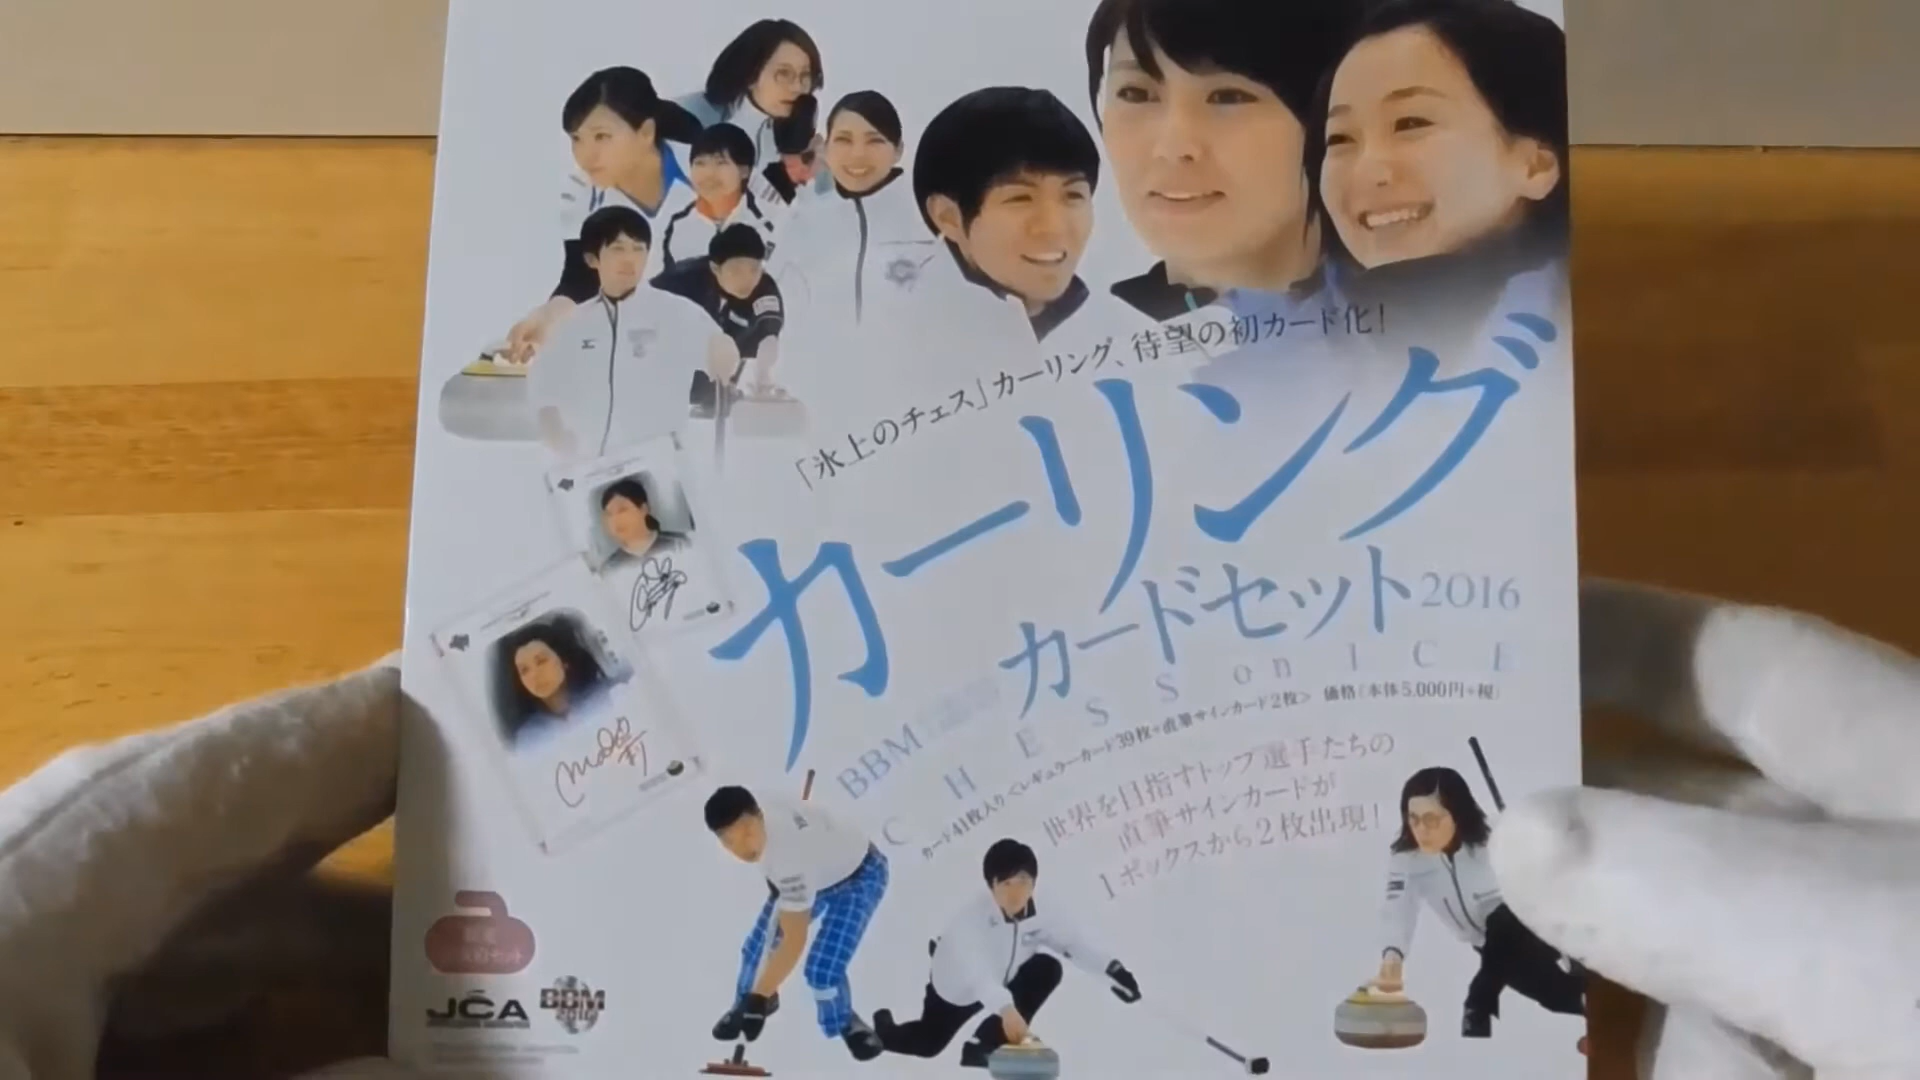 「氷上のチェス」カーリング、待望の初カード化！
カーリング
カードセット2016
BBM
CHESS on ICE
カード41枚入り<レギュラーカード39枚+直筆サインカード2枚> 価格(本体5,000円+税)
世界を目指すトップ選手たちの
直筆サインカードが
1ボックスから2枚出現！
セット
JCA
BBM
2016